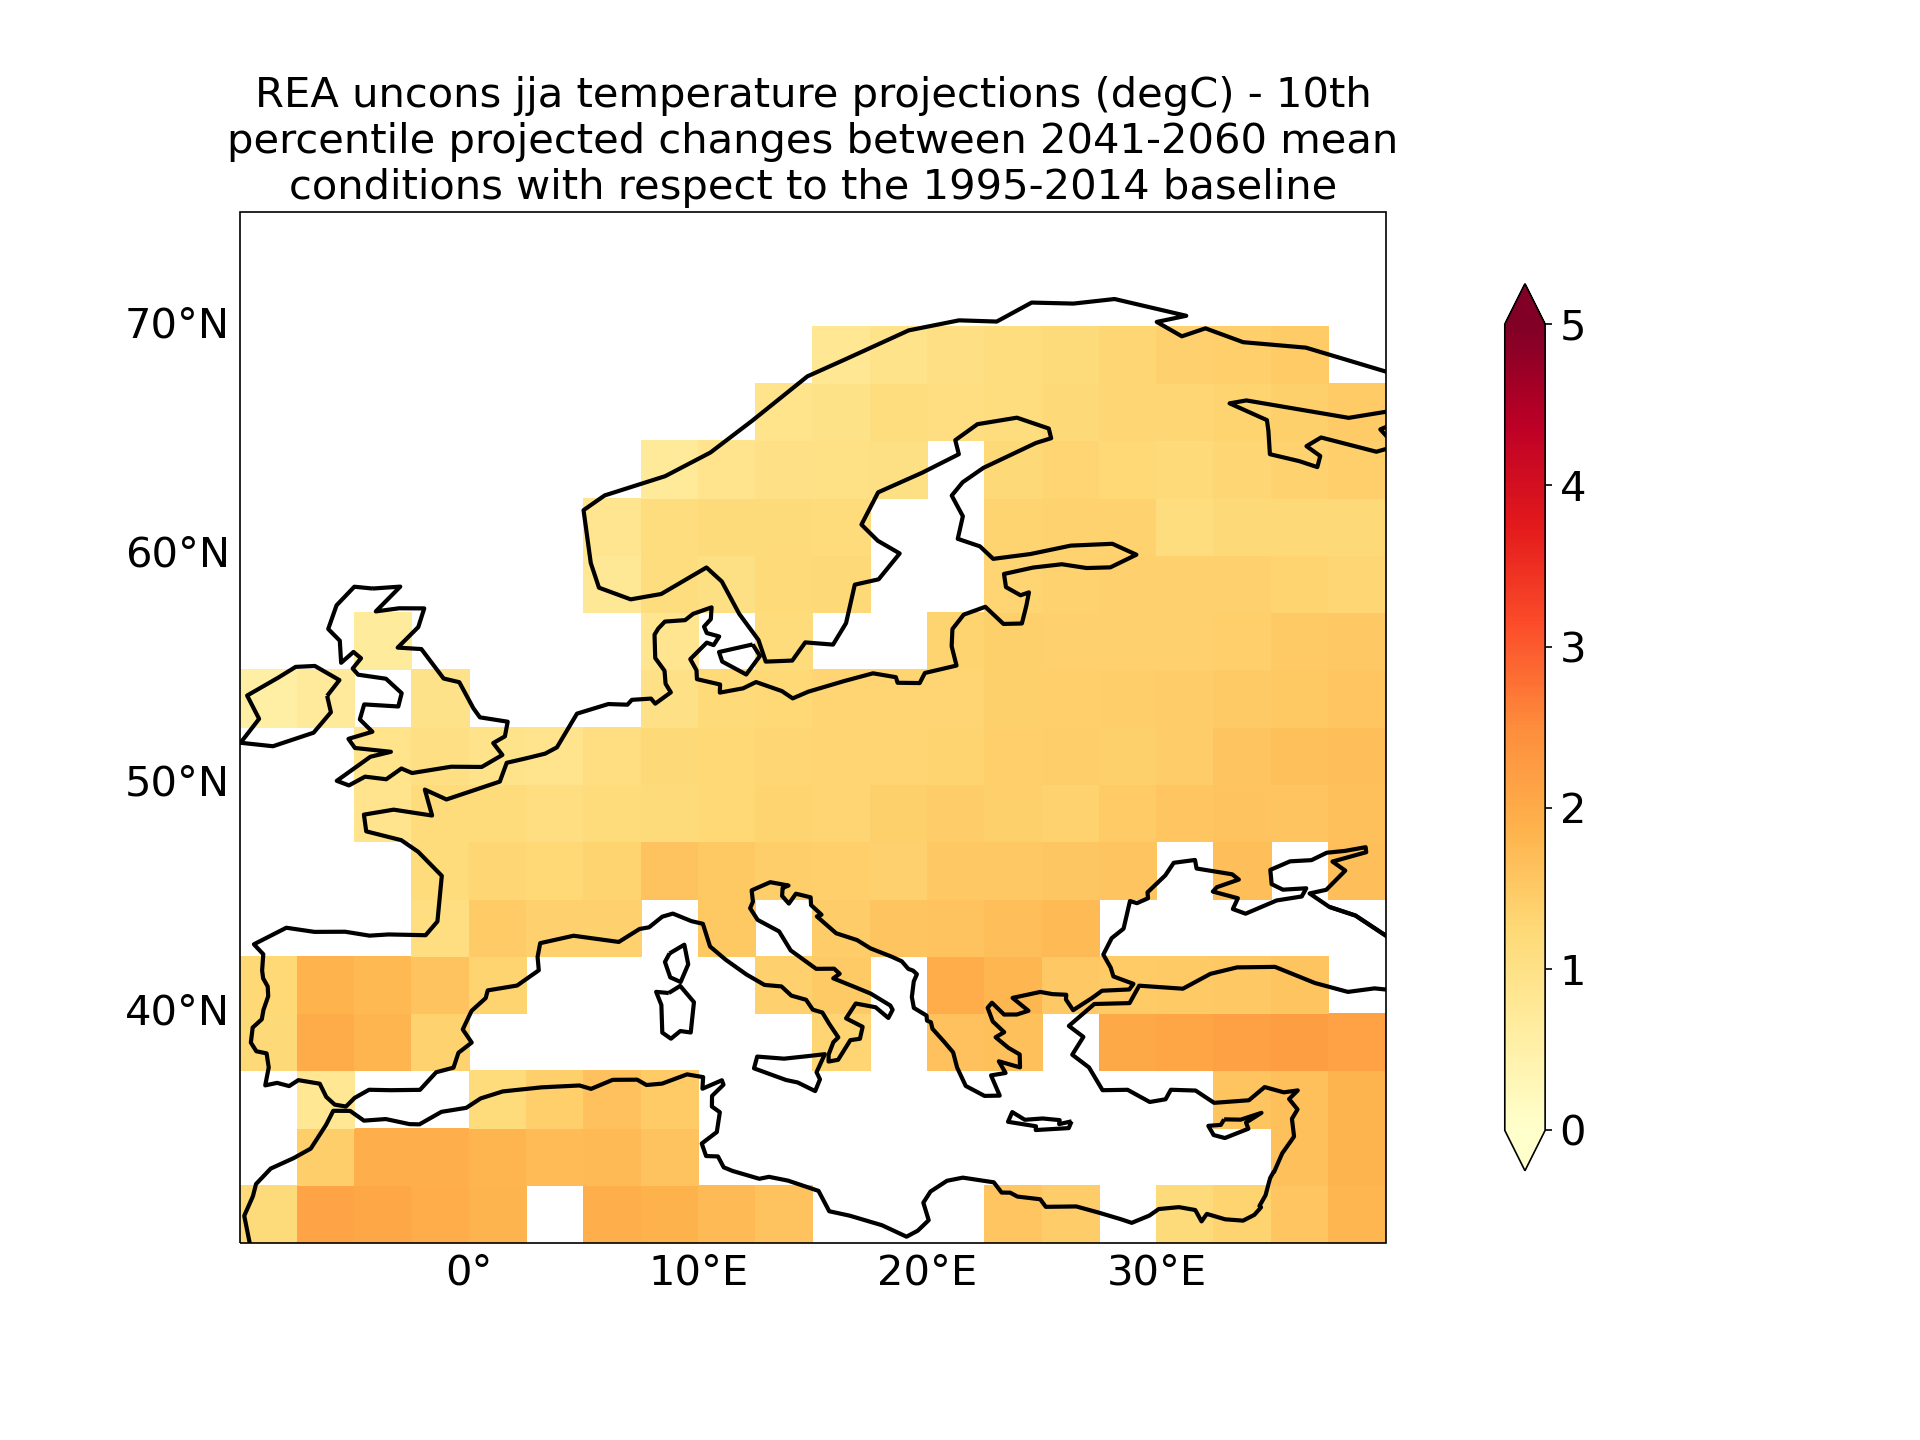 REA uncons jja temperature projections (degC) - 10th
percentile projected changes between 2041-2060 mean
conditions with respect to the 1995-2014 baseline
70°N
60°N
50°N
40°N
0°
10°E
20°E
30°E
5
4
3
2
1
0